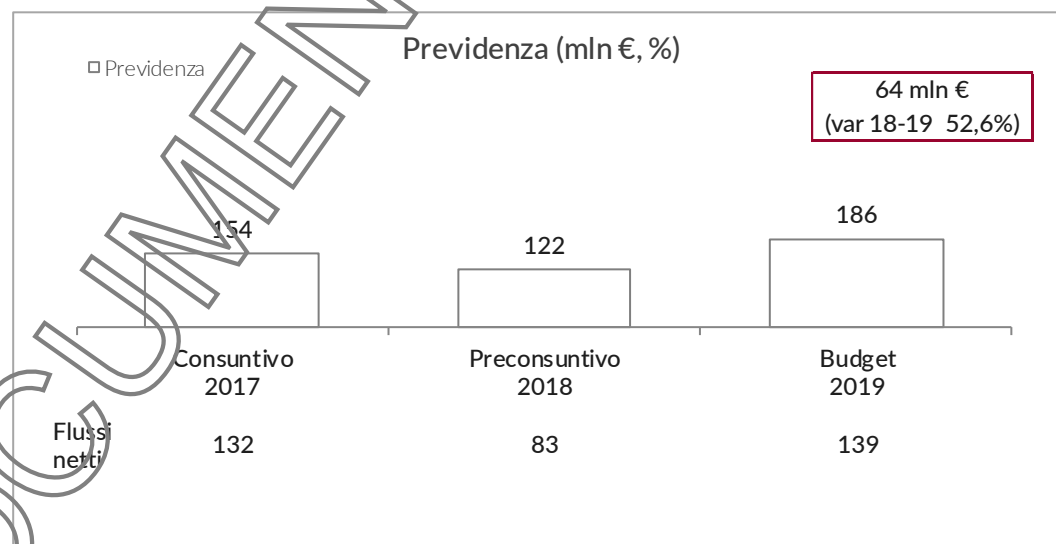 Previdenza (mln €, %)
Previdenza
64 mln €
(var 18-19 52,6%)
154
122
186
Consuntivo
2017
Preconsuntivo
2018
Budget
2019
Flussi
netti
132
83
139
CUMEN